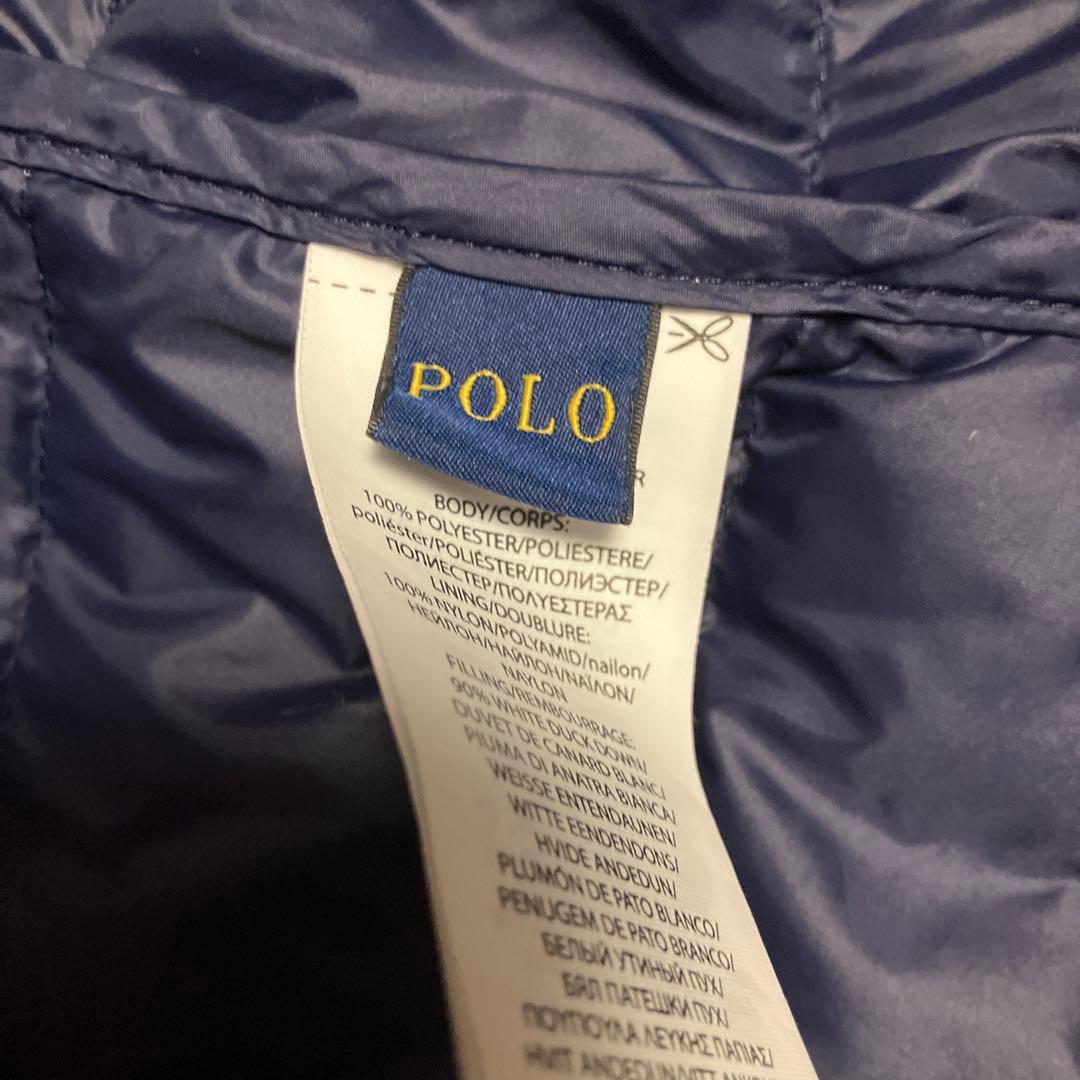 POLO
R
BODY/CORPS:
100% POLYESTER/POLIESTERE/
poliéster/POLIÉSTER/ПОЛИЭСТЕР/
ПОЛИЕСТЕР/ΠΟΛΥΕΣΤΕΡΑΣ
LINING/DOUBLURE:
100% NYLON/POLYAMID/nailon/
НЕЙЛОН/НАЙЛОН/ΝΑΪΛΟΝ/
NAYLON
FILLING/REMBOURRAGE:
90% WHITE DUCK DOWN/
DUVET DE CANARD BLANC/
PIUMA DI ANATRA BIANCA/
WEISSE ENTENDAUNEN/
WITTE EENDENDONS/
HVIDE ANDEDUN/
PLUMÓN DE PATO BLANCO/
PENUGEM DE PATO BRANCO/
БЕЛЫЙ УТИНЫЙ ПУХ/
БЯЛ ПАТЕШКИ ПУХ/
ΠΟΥΠΟΥΛΑ ΛΕΥΚΗΣ ΠΑΠΙΑΣ/
HVIT ANDEDUN/VITT